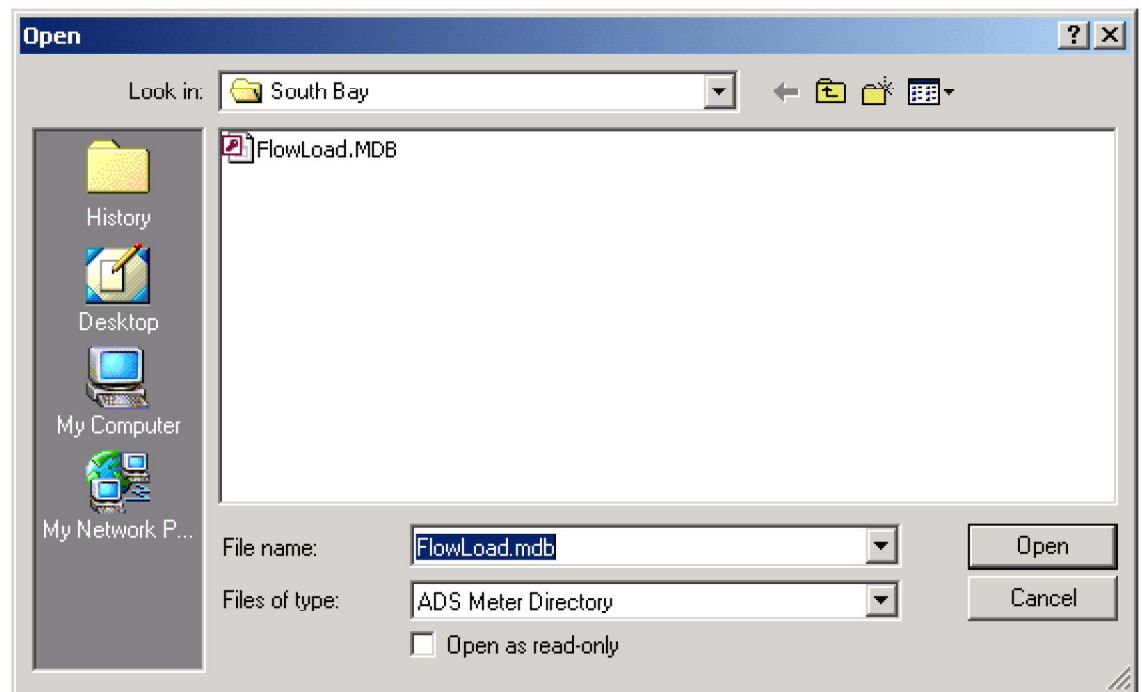 Open
Look in: South Bay
FlowLoad.MDB
History
Desktop
My Computer
My Network P...
File name: FlowLoad.mdb Open
Files of type: ADS Meter Directory Cancel
Open as read-only